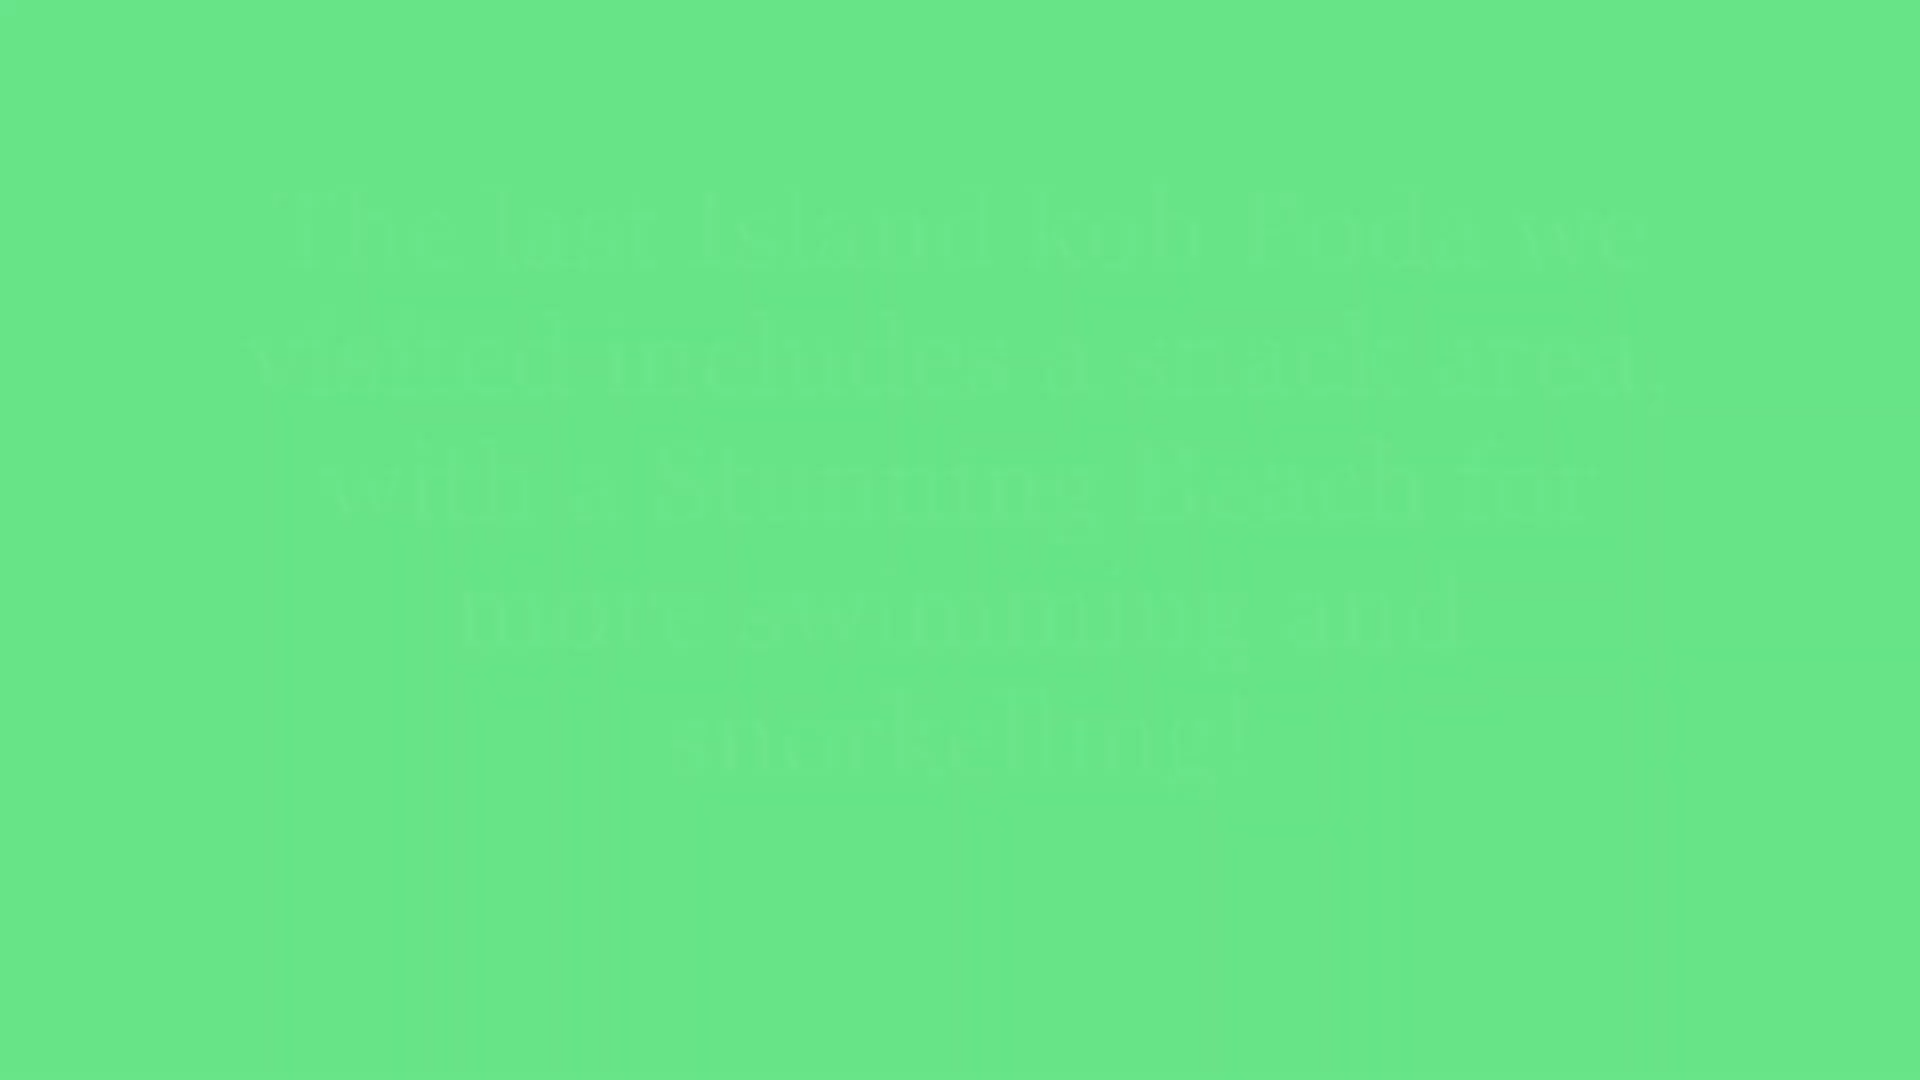 The last Island koh Poda we
visited includes a snack area,
with a Stunning Beach for
more swimming and
snorkelling!